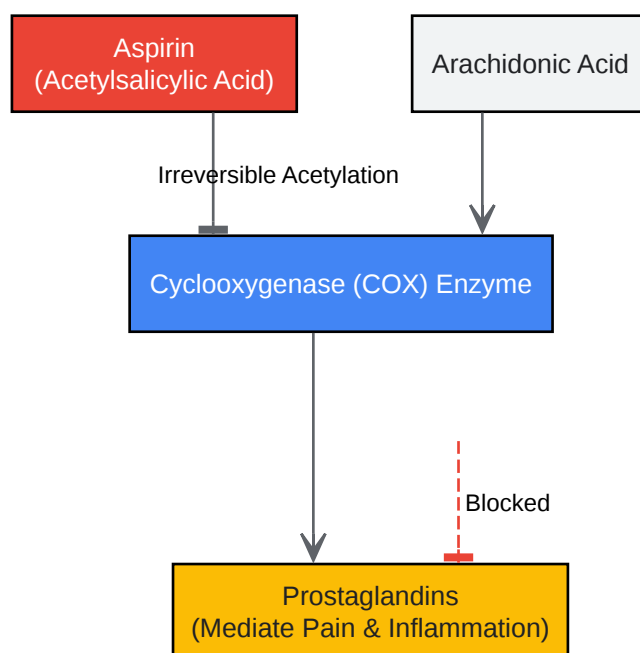 Aspirin
(Acetylsalicylic Acid)
Arachidonic Acid
Irreversible Acetylation
Cyclooxygenase (COX) Enzyme
Blocked
Prostaglandins
(Mediate Pain & Inflammation)